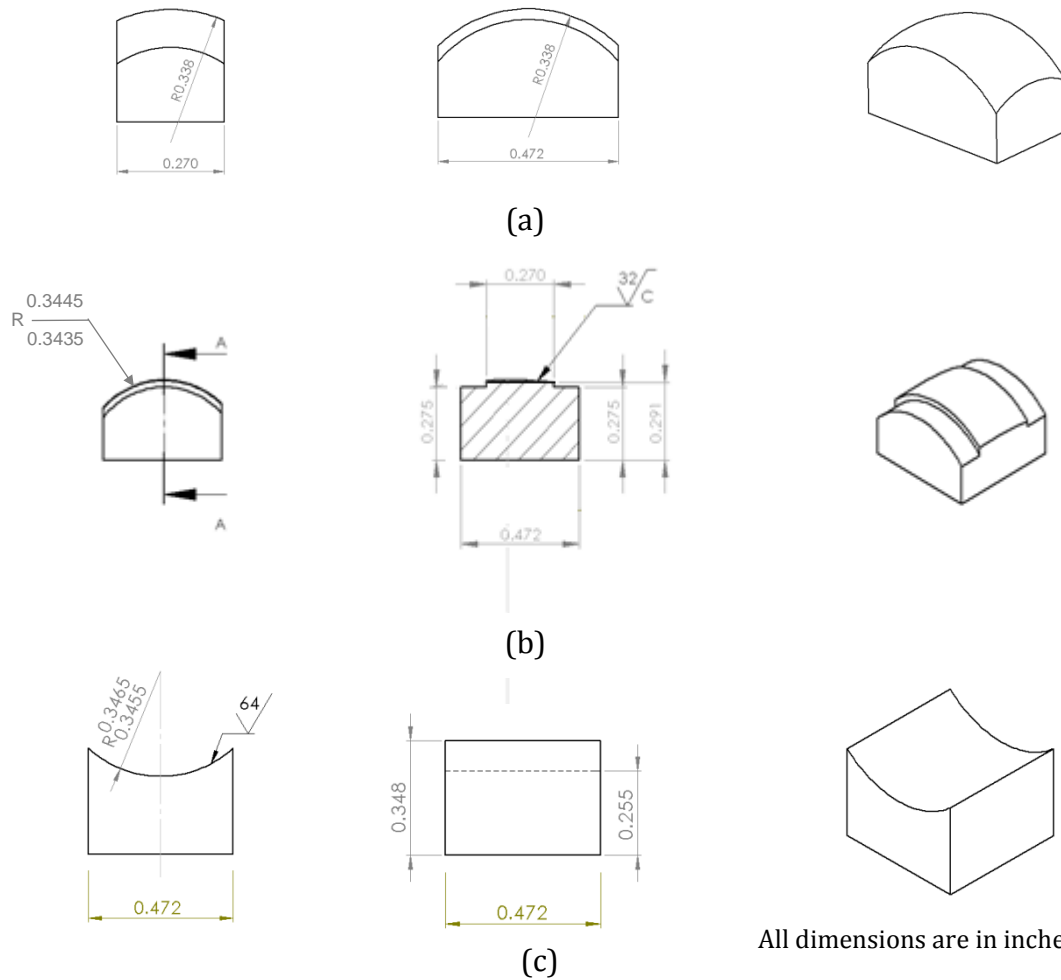 R0.338
0.270
R0.338
0.472
(a)
R 0.3445
0.3435
A
A
0.270
32
C
0.275
0.275
0.291
0.472
(b)
R0.3465
0.3455
64
0.472
0.348
0.255
0.472
(c)
All dimensions are in inche